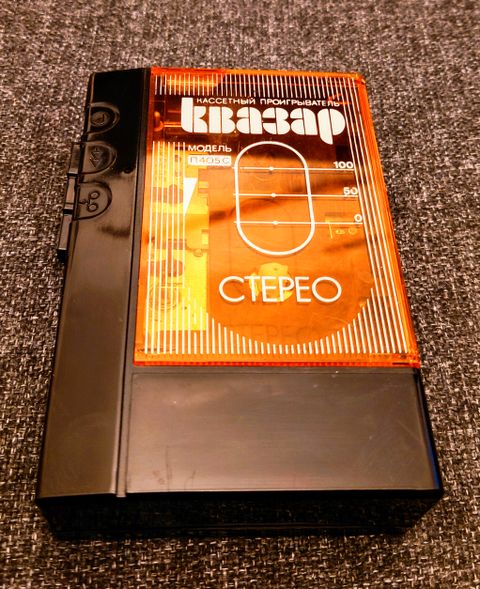 КАССЕТНЫЙ ПРОИГРЫВАТЕЛЬ
Квазар
МОДЕЛЬ
П405С
100
50
0
СТЕРЕО